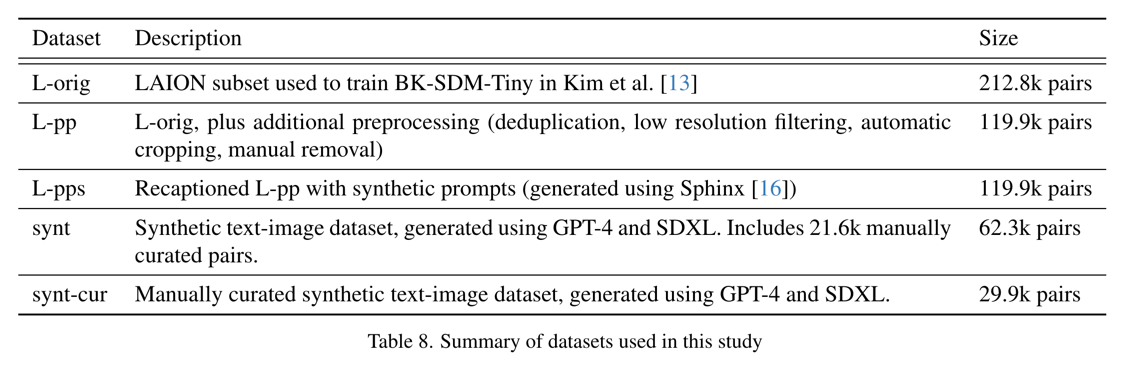 Dataset Description Size
L-orig LAION subset used to train BK-SDM-Tiny in Kim et al. [13] 212.8k pairs
L-pp L-orig, plus additional preprocessing (deduplication, low resolution filtering, automatic 119.9k pairs
cropping, manual removal)
L-pps Recaptioned L-pp with synthetic prompts (generated using Sphinx [16]) 119.9k pairs
synt Synthetic text-image dataset, generated using GPT-4 and SDXL. Includes 21.6k manually 62.3k pairs
curated pairs.
synt-cur Manually curated synthetic text-image dataset, generated using GPT-4 and SDXL. 29.9k pairs
Table 8. Summary of datasets used in this study